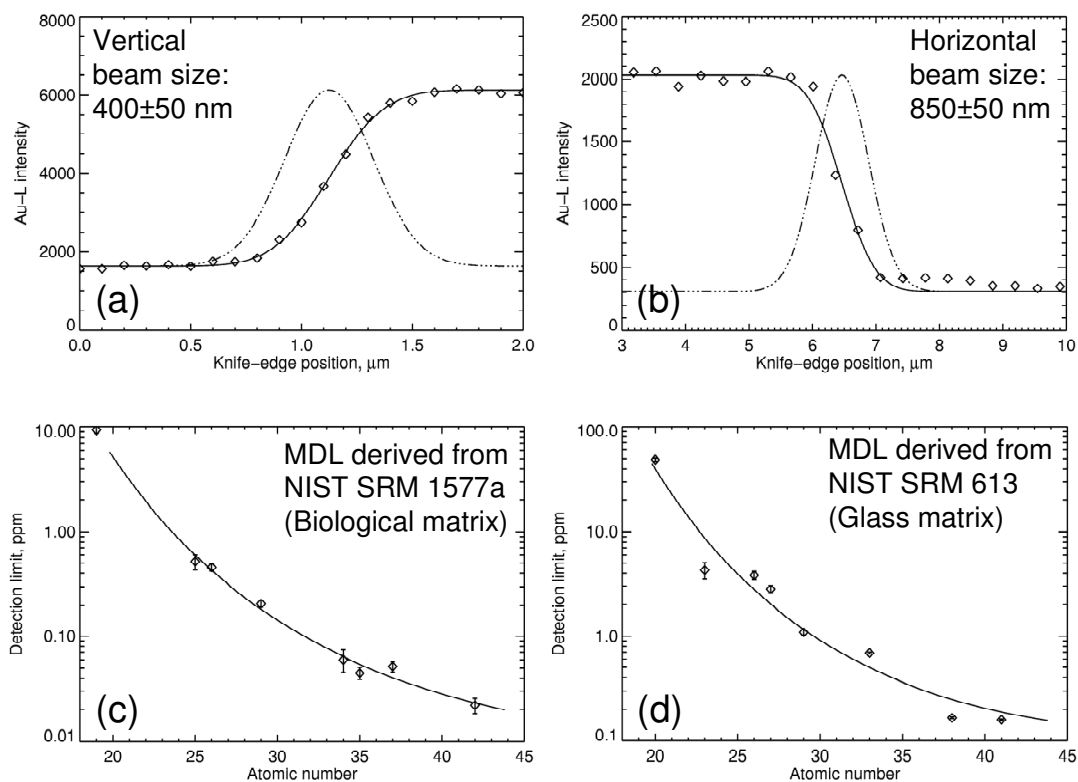 Vertical
beam size:
400±50 nm
8000
6000
4000
2000
0
Au–L intensity
(a)
0.0
0.5
1.0
1.5
2.0
Knife–edge position, μm
Horizontal
beam size:
850±50 nm
2500
2000
1500
1000
500
0
Au–L intensity
(b)
3
4
5
6
7
8
9
10
Knife–edge position, μm
MDL derived from
NIST SRM 1577a
(Biological matrix)
10.00
1.00
0.10
0.01
Detection limit, ppm
(c)
20
25
30
35
40
45
Atomic number
MDL derived from
NIST SRM 613
(Glass matrix)
100.0
10.0
1.0
0.1
Detection limit, ppm
(d)
20
25
30
35
40
45
Atomic number